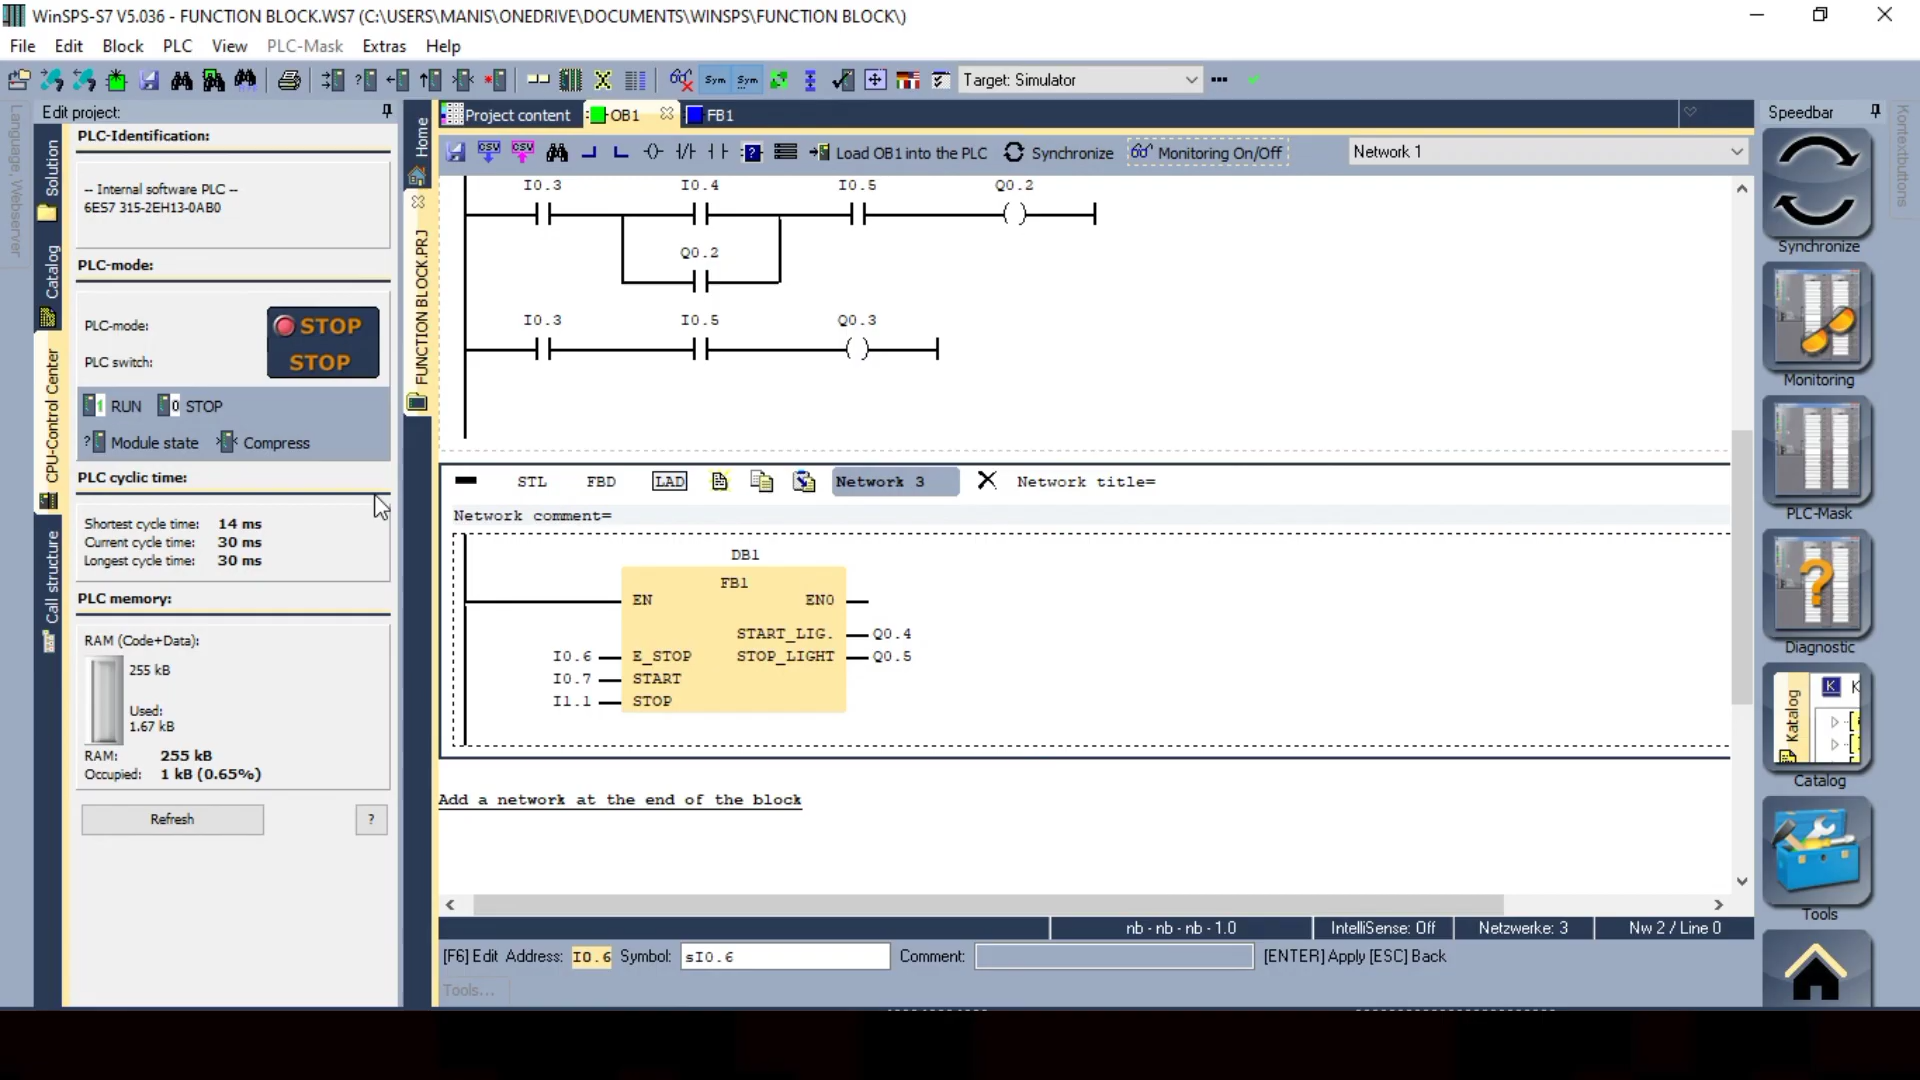 WinSPS-S7 V5.036 - FUNCTION BLOCK.WS7 (C:\USERS\MANIS\ONEDRIVE\DOCUMENTS\WINSPS\FUNCTION BLOCK\)
File Edit Block PLC View PLC-Mask Extras Help
Sym Sym Target: Simulator
Edit project:
Project content OB1 FB1
Speedbar
Language, Webserver
Solution
Catalog
CPU-Control Center
Call structure
Home
FUNCTION BLOCK.PRJ
Kontextbuttons
CSV CSV Load OB1 into the PLC Synchronize Monitoring On/Off Network 1
PLC-Identification:
-- Internal software PLC --
6ES7 315-2EH13-0AB0
PLC-mode:
PLC-mode: STOP
PLC switch: STOP
RUN STOP
Module state Compress
PLC cyclic time:
Shortest cycle time: 14 ms
Current cycle time: 30 ms
Longest cycle time: 30 ms
PLC memory:
RAM (Code+Data):
255 kB
Used:
1.67 kB
RAM: 255 kB
Occupied: 1 kB (0.65%)
Refresh ?
I0.3 I0.4 I0.5 Q0.2
Q0.2
I0.3 I0.5 Q0.3
STL FBD LAD Network 3 Network title=
Network comment=
DB1
FB1
EN ENO
START_LIG. Q0.4
I0.6 E_STOP STOP_LIGHT Q0.5
I0.7 START
I1.1 STOP
Add a network at the end of the block
nb - nb - nb - 1.0 IntelliSense: Off Netzwerke: 3 Nw 2 / Line 0
[F6] Edit Address: I0.6 Symbol: sI0.6 Comment: [ENTER] Apply [ESC] Back
Tools...
Synchronize
Monitoring
PLC-Mask
Diagnostic
Katalog
K
Catalog
Tools